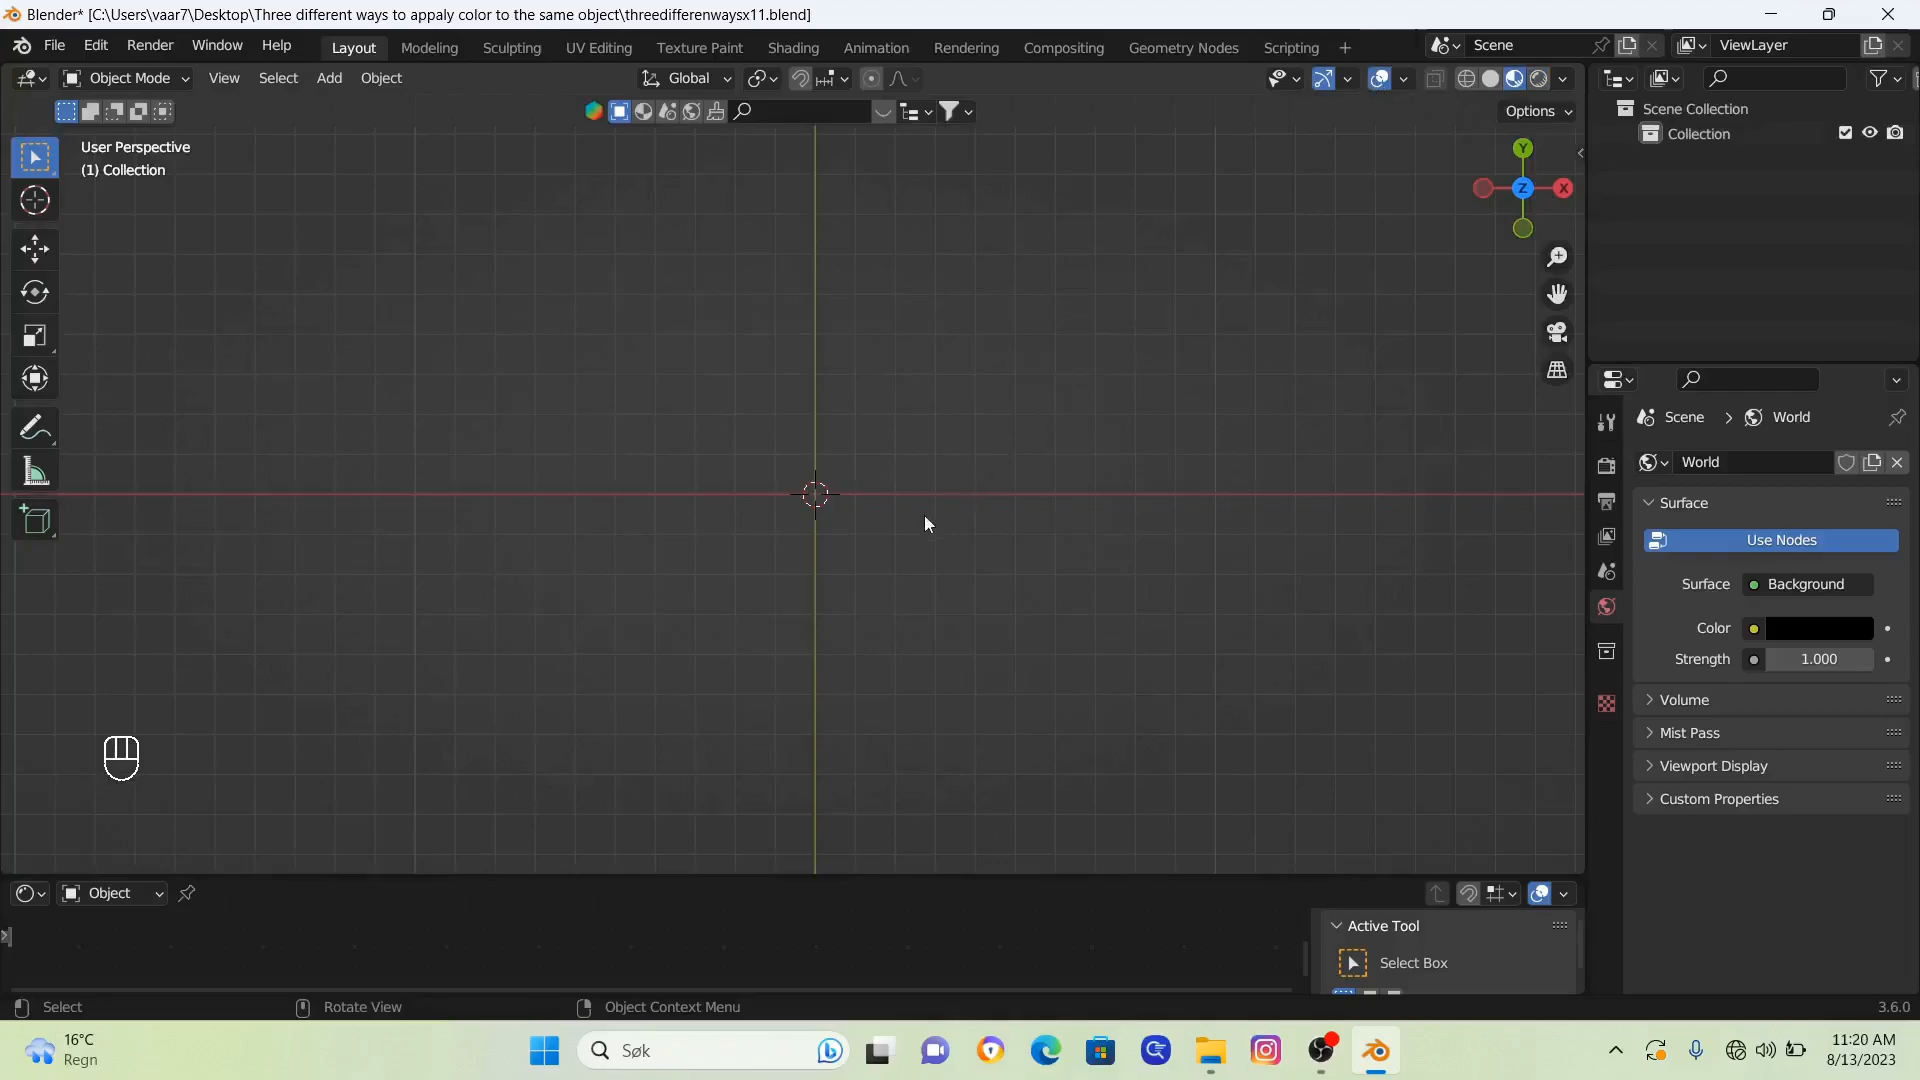 Blender* [C:\Users\vaar7\Desktop\Three different ways to appaly color to the same object\threedifferenwaysx11.blend]
File Edit Render Window Help Layout Modeling Sculpting UV Editing Texture Paint Shading Animation Rendering Compositing Geometry Nodes Scripting + Scene ViewLayer
Object Mode View Select Add Object Global
Options
Scene Collection
Collection
User Perspective
(1) Collection
Y
Z X
Scene > World
World
Surface
Use Nodes
Surface Background
Color
Strength 1.000
Volume
Mist Pass
Viewport Display
Custom Properties
Object
Active Tool
Select Box
Select Rotate View Object Context Menu 3.6.0
16°C
Regn
Søk
11:20 AM
8/13/2023